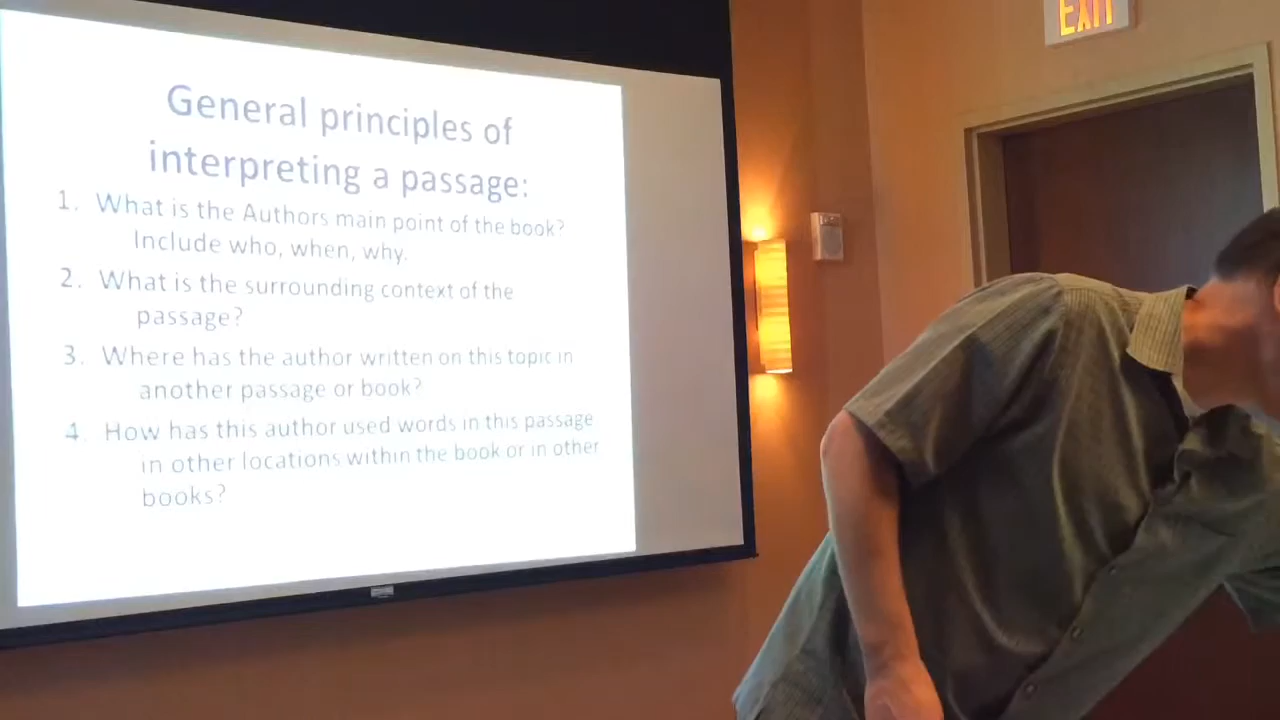 EXIT
General principles of
interpreting a passage:
1. What is the Authors main point of the book?
Include who, when, why.
2. What is the surrounding context of the
passage?
3. Where has the author written on this topic in
another passage or book?
4. How has this author used words in this passage
in other locations within the book or in other
books?